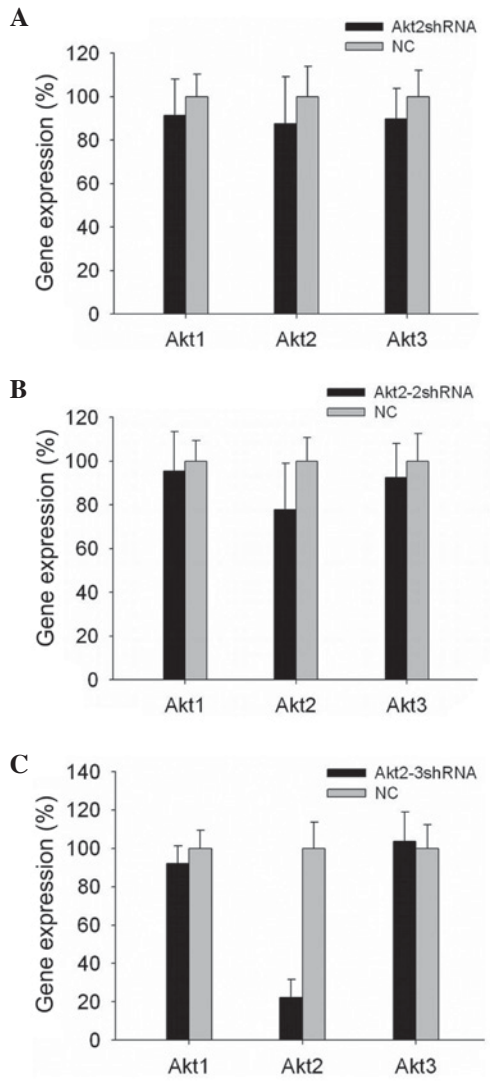 A
Akt2shRNA
NC
Gene expression (%)
120
100
80
60
40
20
0
Akt1 Akt2 Akt3
B
Akt2-2shRNA
NC
Gene expression (%)
120
100
80
60
40
20
0
Akt1 Akt2 Akt3
C
Akt2-3shRNA
NC
Gene expression (%)
140
120
100
80
60
40
20
0
Akt1 Akt2 Akt3